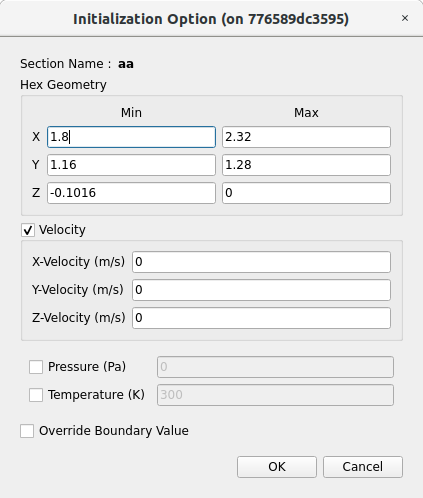 Initialization Option (on 776589dc3595) ×
Section Name : aa
Hex Geometry
Min Max
X 1.8 2.32
Y 1.16 1.28
Z -0.1016 0
Velocity
X-Velocity (m/s) 0
Y-Velocity (m/s) 0
Z-Velocity (m/s) 0
Pressure (Pa) 0
Temperature (K) 300
Override Boundary Value
OK Cancel